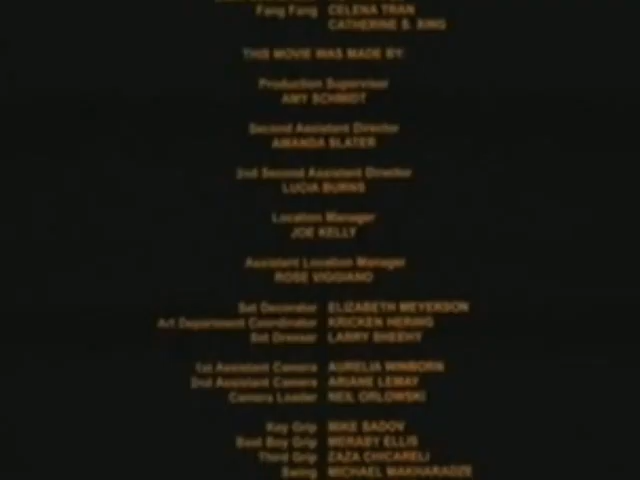 Fang Fang CELENA TRAN
CATHERINE S. KING
THIS MOVIE WAS MADE BY:
Production Supervisor
AMY SCHMIDT
Second Assistant Director
AMANDA SLATER
2nd Second Assistant Director
LUCIA BURNS
Location Manager
JOE KELLY
Assistant Location Manager
ROSE VIGGIANO
Set Decorator ELIZABETH MEYERSON
Art Department Coordinator KRICKEN HERING
Set Dresser LARRY SHEEHY
1st Assistant Camera AURELIA WINBORN
2nd Assistant Camera ARIANE LEMAY
Camera Loader NEIL ORLOWSKI
Key Grip MIKE SADOV
Best Boy Grip MERABY ELLIS
Third Grip ZAZA CHICARELI
Swing MICHAEL MAKHARADZE